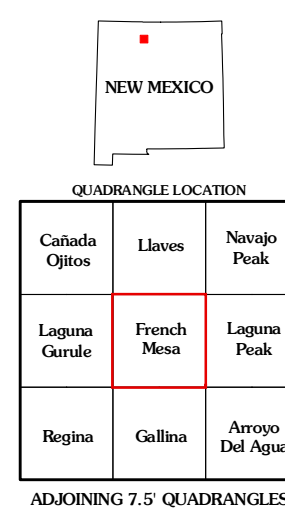 NEW MEXICO
QUADRANGLE LOCATION
Cañada
Ojitos
Llaves
Navajo
Peak
Laguna
Gurule
French
Mesa
Laguna
Peak
Regina
Gallina
Arroyo
Del Agua
ADJOINING 7.5' QUADRANGLES